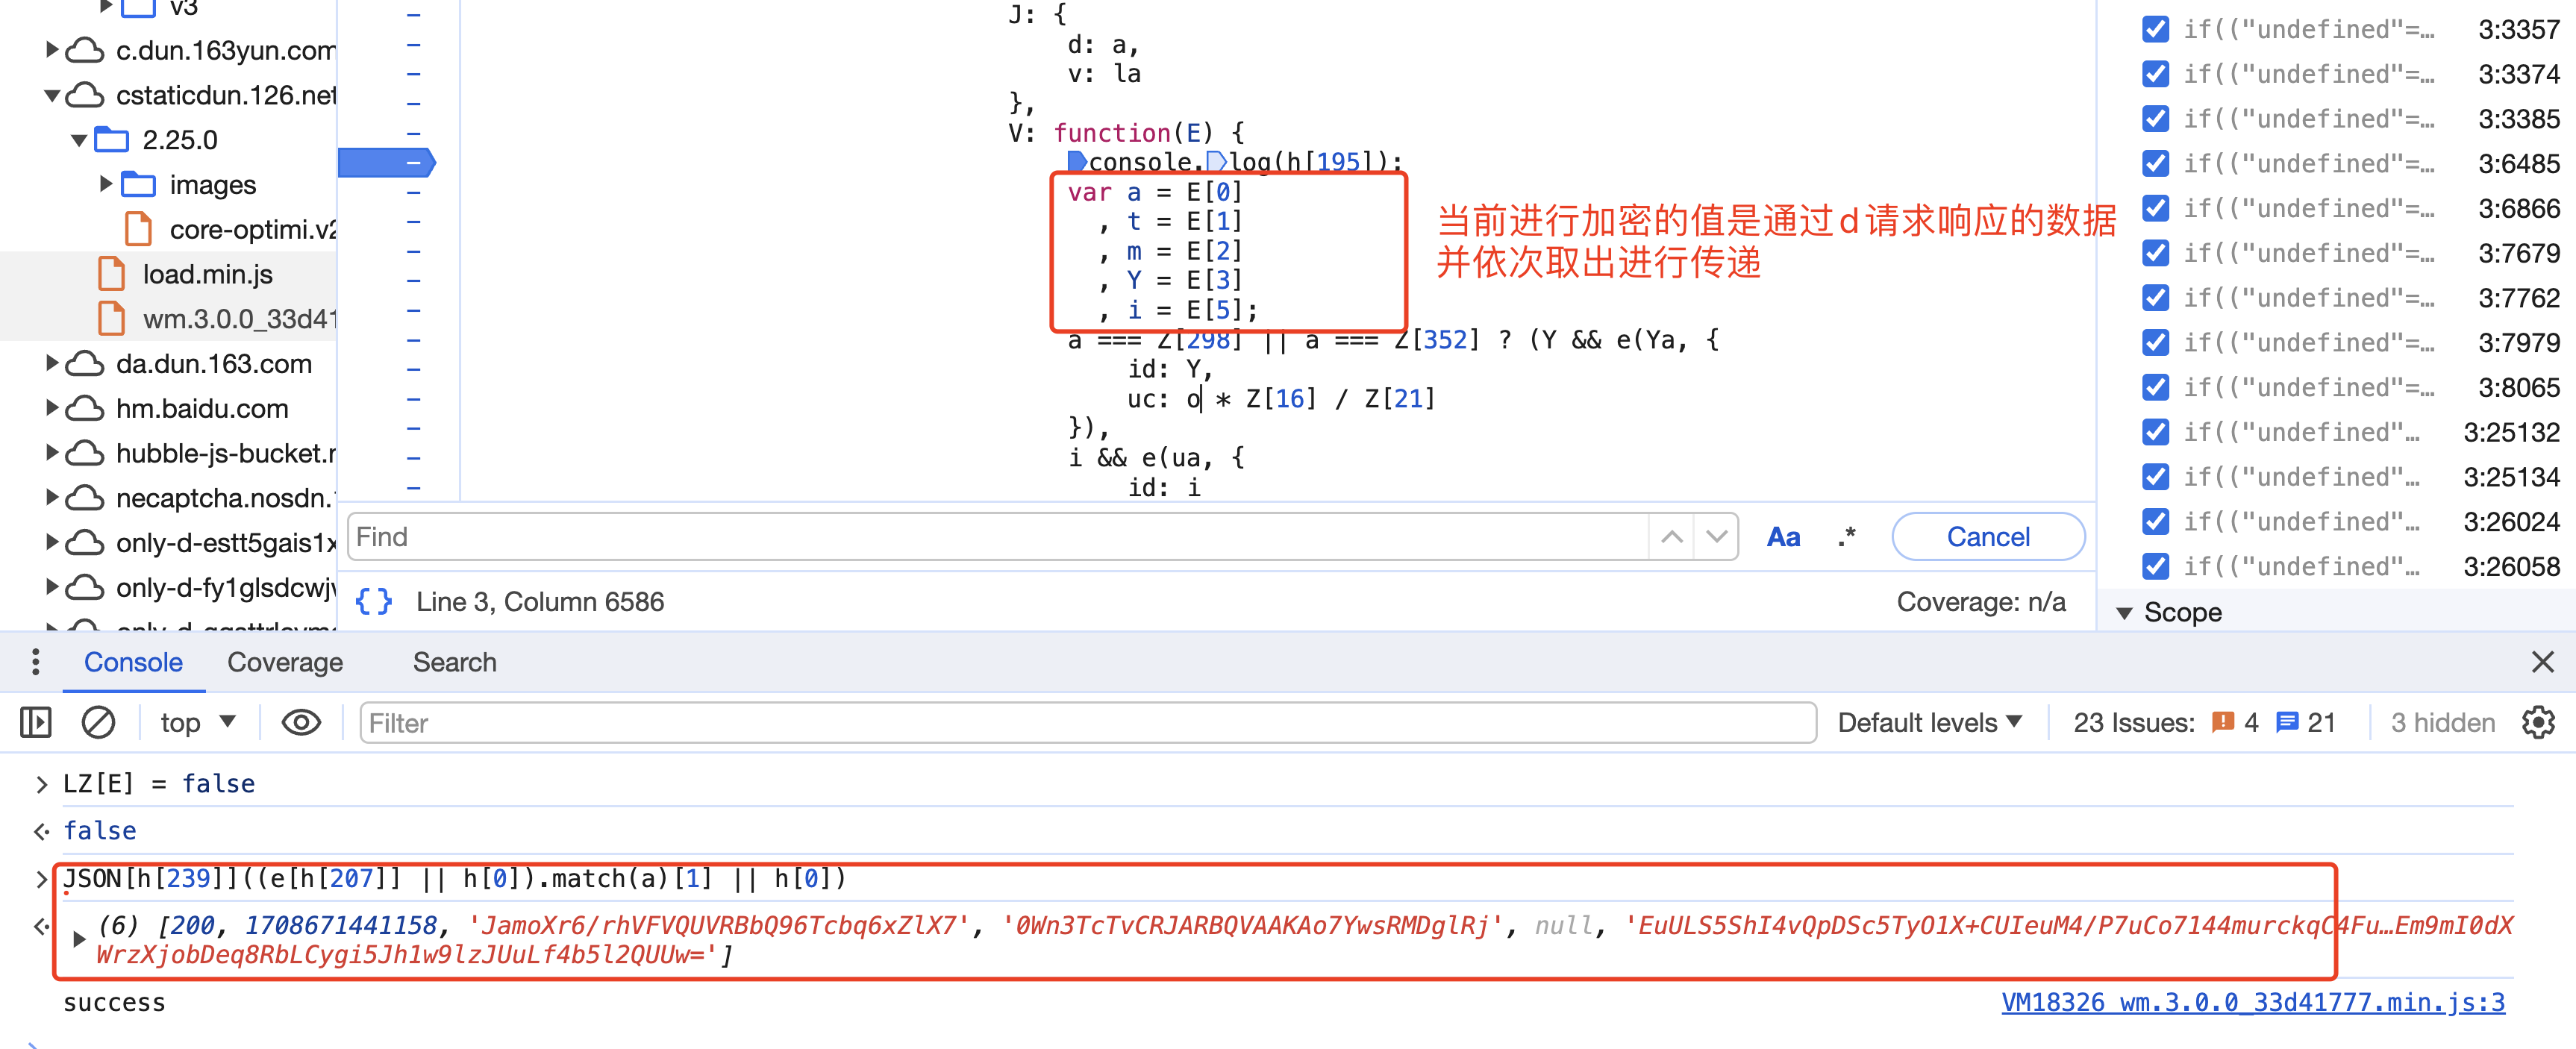 v3
c.dun.163yun.com
cstaticdun.126.net
2.25.0
images
core-optimi.v2
load.min.js
wm.3.0.0_33d41
da.dun.163.com
hm.baidu.com
hubble-js-bucket.r
necaptcha.nosdn.
only-d-estt5gais1x
only-d-fy1glsdcwjv
J: {
d: a,
v: la
},
V: function(E) {
console.log(h[195]);
var a = E[0]
, t = E[1]
, m = E[2]
, Y = E[3]
, i = E[5];
a === Z[298] || a === Z[352] ? (Y && e(Ya, {
id: Y,
uc: o * Z[16] / Z[21]
}),
i && e(ua, {
id: i
当前进行加密的值是通过d请求响应的数据
并依次取出进行传递
if(("undefined"=… 3:3357
if(("undefined"=… 3:3374
if(("undefined"=… 3:3385
if(("undefined"=… 3:6485
if(("undefined"=… 3:6866
if(("undefined"=… 3:7679
if(("undefined"=… 3:7762
if(("undefined"=… 3:7979
if(("undefined"=… 3:8065
if(("undefined"… 3:25132
if(("undefined"… 3:25134
if(("undefined"… 3:26024
if(("undefined"… 3:26058
Scope
Find Aa .* Cancel
{} Line 3, Column 6586 Coverage: n/a
Console Coverage Search
top Filter Default levels 23 Issues: 4 21 3 hidden
LZ[E] = false
false
JSON[h[239]]((e[h[207]] || h[0]).match(a)[1] || h[0])
(6) [200, 1708671441158, 'JamoXr6/rhVFVQUVRBbQ96Tcbq6xZlX7', '0Wn3TcTvCRJARBQVAAKAo7YwsRMDglRj', null, 'EuULS5ShI4vQpDSc5TyO1X+CUIeuM4/P7uCo7144murckqC4Fu…Em9mI0dX
WrzXjobDeq8RbLCygi5Jh1w9lzJUuLf4b5l2QUUw=']
success VM18326 wm.3.0.0_33d41777.min.js:3